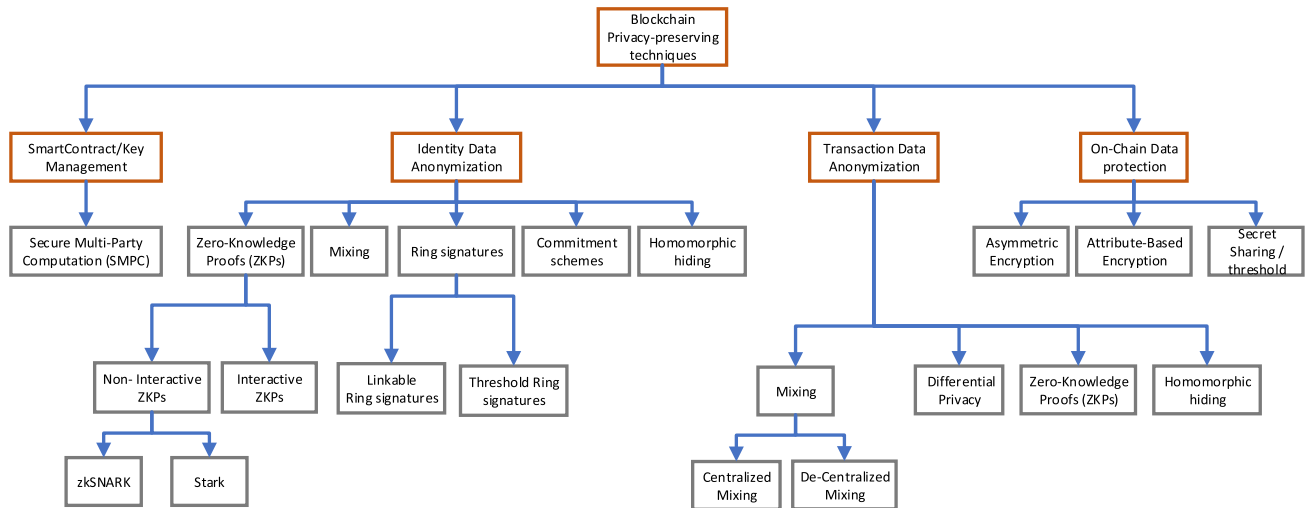 Blockchain
Privacy-preserving
techniques
SmartContract/Key
Management
Identity Data
Anonymization
Transaction Data
Anonymization
On-Chain Data
protection
Secure Multi-Party
Computation (SMPC)
Zero-Knowledge
Proofs (ZKPs)
Mixing
Ring signatures
Commitment
schemes
Homomorphic
hiding
Asymmetric
Encryption
Attribute-Based
Encryption
Secret
Sharing /
threshold
Non- Interactive
ZKPs
Interactive
ZKPs
Linkable
Ring signatures
Threshold Ring
signatures
Mixing
Differential
Privacy
Zero-Knowledge
Proofs (ZKPs)
Homomorphic
hiding
zkSNARK
Stark
Centralized
Mixing
De-Centralized
Mixing